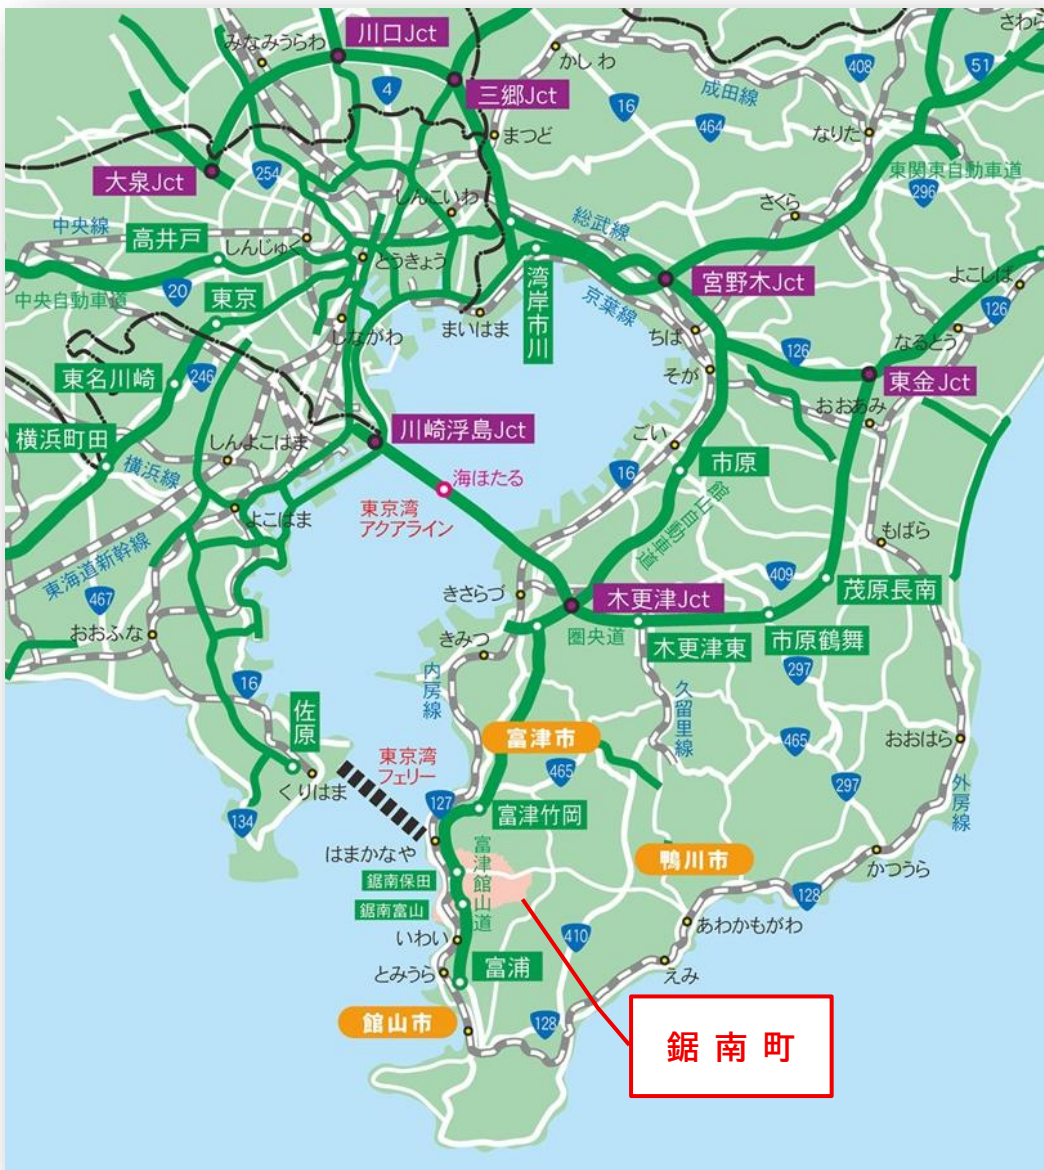 さわら
川口Jct
みなみうらわ
かしわ
408
51
4
三郷Jct
16
成田線
464
まつど
なりた
大泉Jct
254
東関東自動車道
296
しんこいわ
さくら
中央線
高井戸
しんじゅく
とうきょう
総武線
湾岸市川
宮野木Jct
よこしば
中央自動車道
20
東京
京葉線
126
しながわ
まいはま
ちば
なるとう
126
東名川崎
246
そが
東金Jct
おおあみ
横浜町田
しんよこはま
川崎浮島Jct
ごい
横浜線
16
市原
海ほたる
よこはま
東京湾
アクアライン
館山自動車道
もばら
東海道新幹線
467
きさらづ
木更津Jct
409
茂原長南
おおふな
きみつ
圏央道
木更津東
市原鶴舞
16
内房線
297
久留里線
佐原
富津市
465
おおはら
東京湾
フェリー
465
くりはま
297
外房線
134
127
富津竹岡
はまかなや
富津館山道
鴨川市
かつうら
鋸南保田
128
鋸南富山
あわかもがわ
いわい
410
とみうら
富浦
えみ
館山市
128
鋸南町